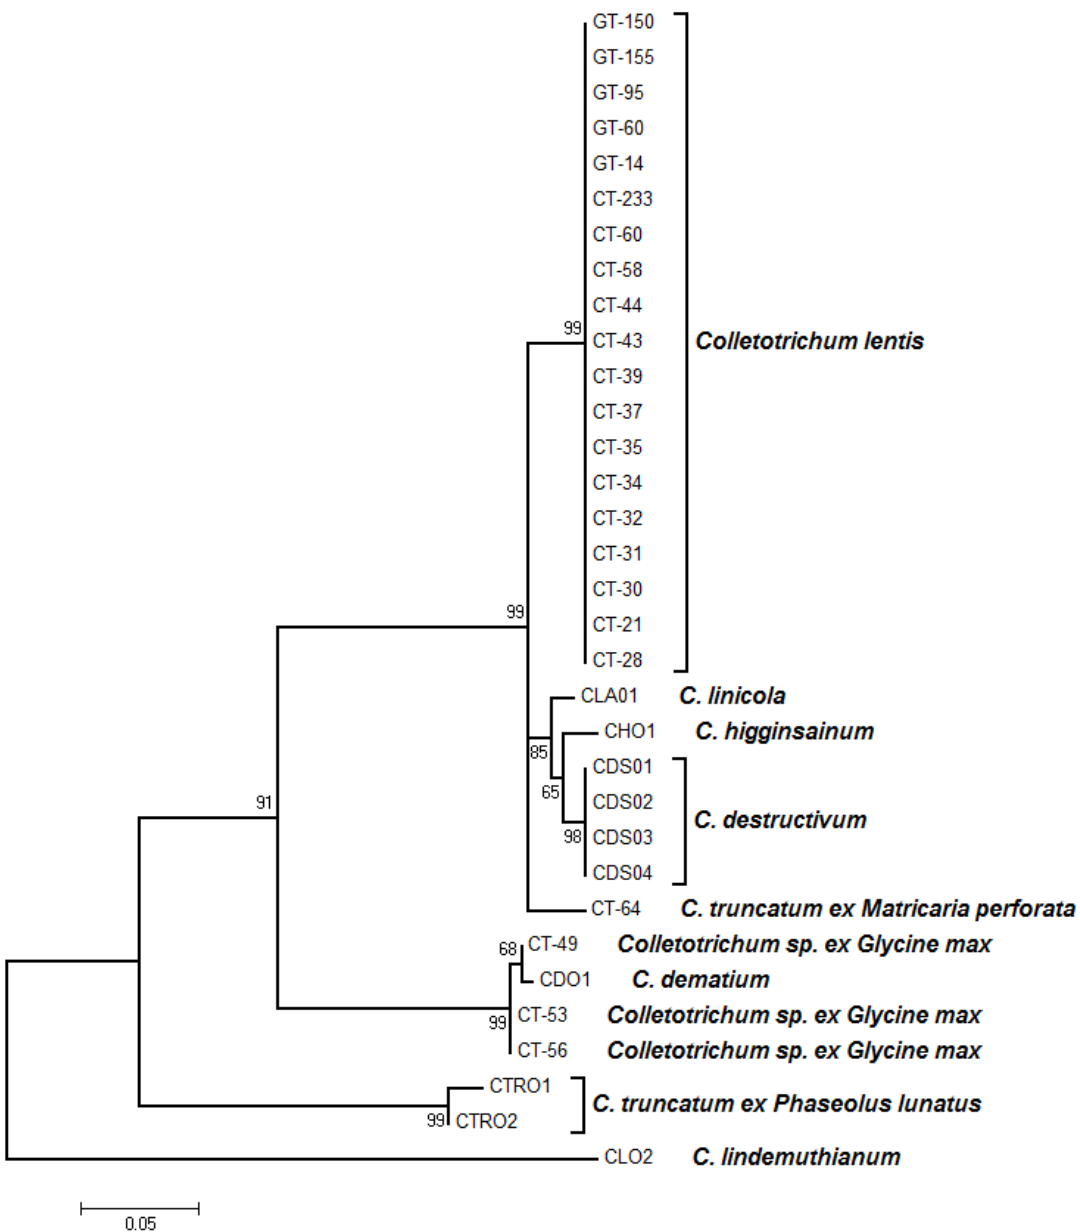 GT-150
GT-155
GT-95
GT-60
GT-14
CT-233
CT-60
CT-58
CT-44
99
CT-43
Colletotrichum lentis
CT-39
CT-37
CT-35
CT-34
CT-32
CT-31
CT-30
99
CT-21
CT-28
CLA01
C. linicola
CHO1
C. higginsainum
85
CDS01
65
CDS02
91
C. destructivum
98
CDS03
CDS04
CT-64
C. truncatum ex Matricaria perforata
68
CT-49
Colletotrichum sp. ex Glycine max
CDO1
C. dematium
99
CT-53
Colletotrichum sp. ex Glycine max
CT-56
Colletotrichum sp. ex Glycine max
CTRO1
C. truncatum ex Phaseolus lunatus
99
CTRO2
CLO2
C. lindemuthianum
0.05